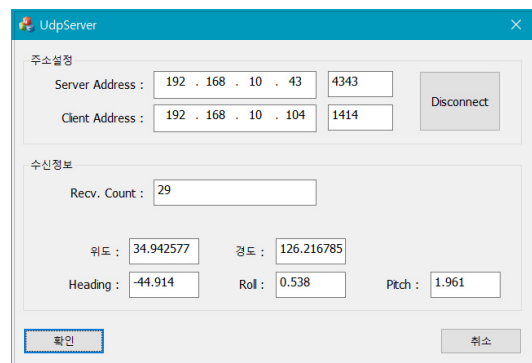 UdpServer
주소설정
Server Address : 192 . 168 . 10 . 43 4343
Disconnect
Client Address : 192 . 168 . 10 . 104 1414
수신정보
Recv. Count : 29
위도 : 34.942577 경도 : 126.216785
Heading : -44.914 Roll : 0.538 Pitch : 1.961
확인 취소